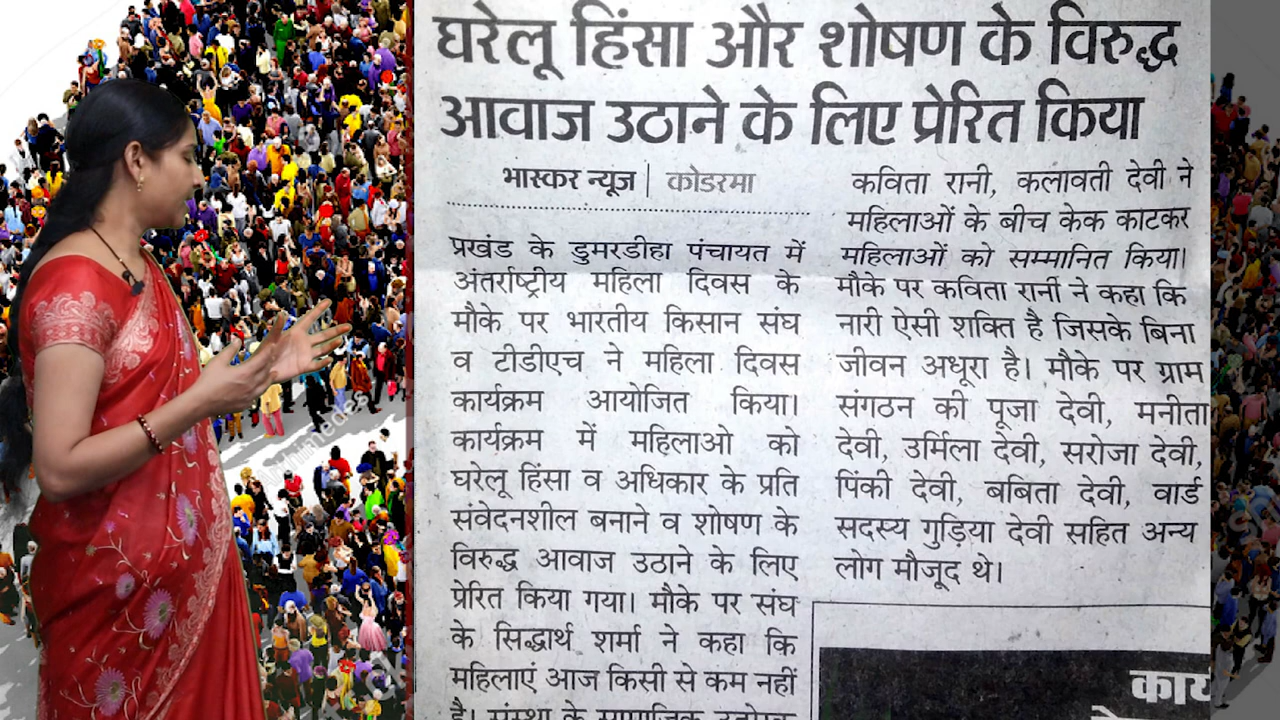 घरेलू हिंसा और शोषण के विरुद्ध
आवाज उठाने के लिए प्रेरित किया
भास्कर न्यूज | कोडरमा
प्रखंड के डुमरडीहा पंचायत में
अंतर्राष्ट्रीय महिला दिवस के
मौके पर भारतीय किसान संघ
व टीडीएच ने महिला दिवस
कार्यक्रम आयोजित किया।
कार्यक्रम में महिलाओ को
घरेलू हिंसा व अधिकार के प्रति
संवेदनशील बनाने व शोषण के
विरुद्ध आवाज उठाने के लिए
प्रेरित किया गया। मौके पर संघ
के सिद्धार्थ शर्मा ने कहा कि
महिलाएं आज किसी से कम नहीं
है। संस्था के सामाजिक
कविता रानी, कलावती देवी ने
महिलाओं के बीच केक काटकर
महिलाओं को सम्मानित किया।
मौके पर कविता रानी ने कहा कि
नारी ऐसी शक्ति है जिसके बिना
जीवन अधूरा है। मौके पर ग्राम
संगठन की पूजा देवी, मनीता
देवी, उर्मिला देवी, सरोजा देवी,
पिंकी देवी, बबिता देवी, वार्ड
सदस्य गुड़िया देवी सहित अन्य
लोग मौजूद थे।